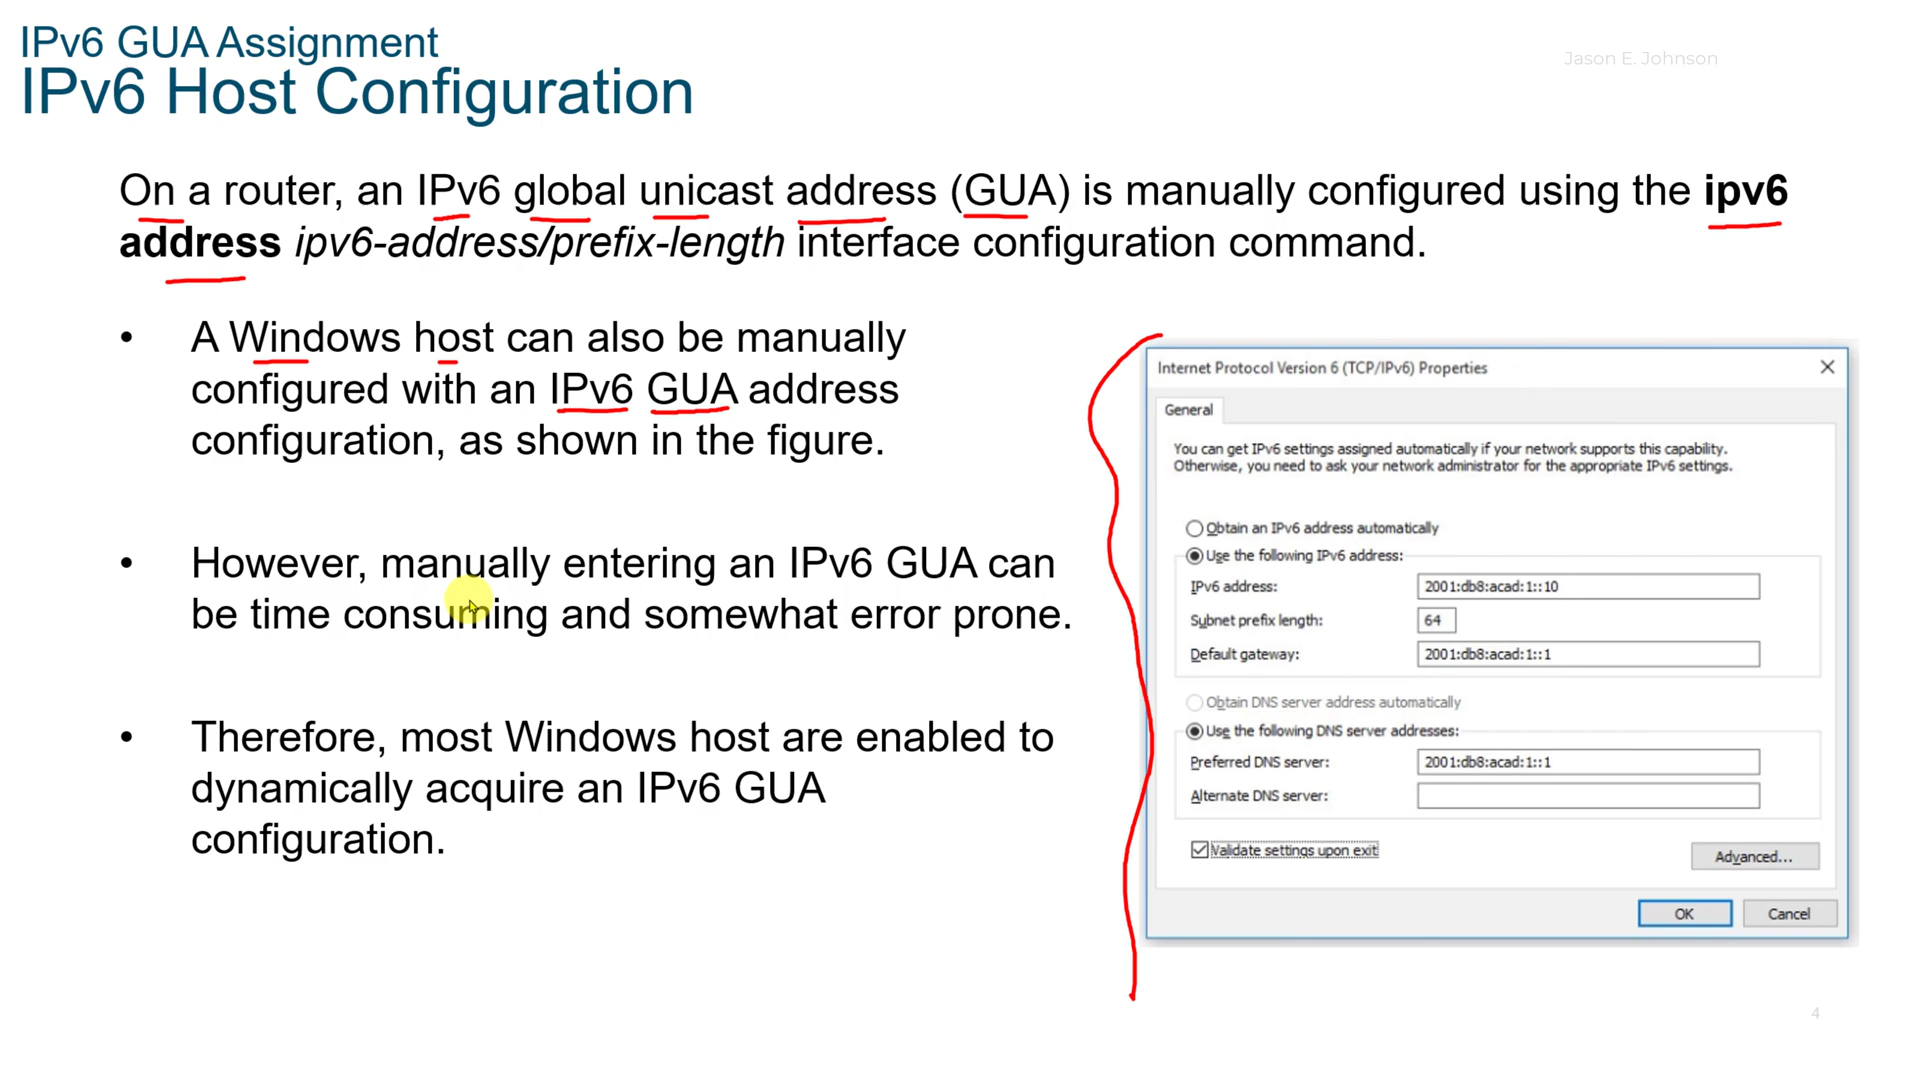 IPv6 GUA Assignment
Jason E. Johnson
IPv6 Host Configuration
On a router, an IPv6 global unicast address (GUA) is manually configured using the ipv6
address ipv6-address/prefix-length interface configuration command.
• A Windows host can also be manually
configured with an IPv6 GUA address
configuration, as shown in the figure.
• However, manually entering an IPv6 GUA can
be time consuming and somewhat error prone.
• Therefore, most Windows host are enabled to
dynamically acquire an IPv6 GUA
configuration.
Internet Protocol Version 6 (TCP/IPv6) Properties
General
You can get IPv6 settings assigned automatically if your network supports this capability.
Otherwise, you need to ask your network administrator for the appropriate IPv6 settings.
Obtain an IPv6 address automatically
Use the following IPv6 address:
IPv6 address: 2001:db8:acad:1::10
Subnet prefix length: 64
Default gateway: 2001:db8:acad:1::1
Obtain DNS server address automatically
Use the following DNS server addresses:
Preferred DNS server: 2001:db8:acad:1::1
Alternate DNS server:
Validate settings upon exit
Advanced...
OK Cancel
4